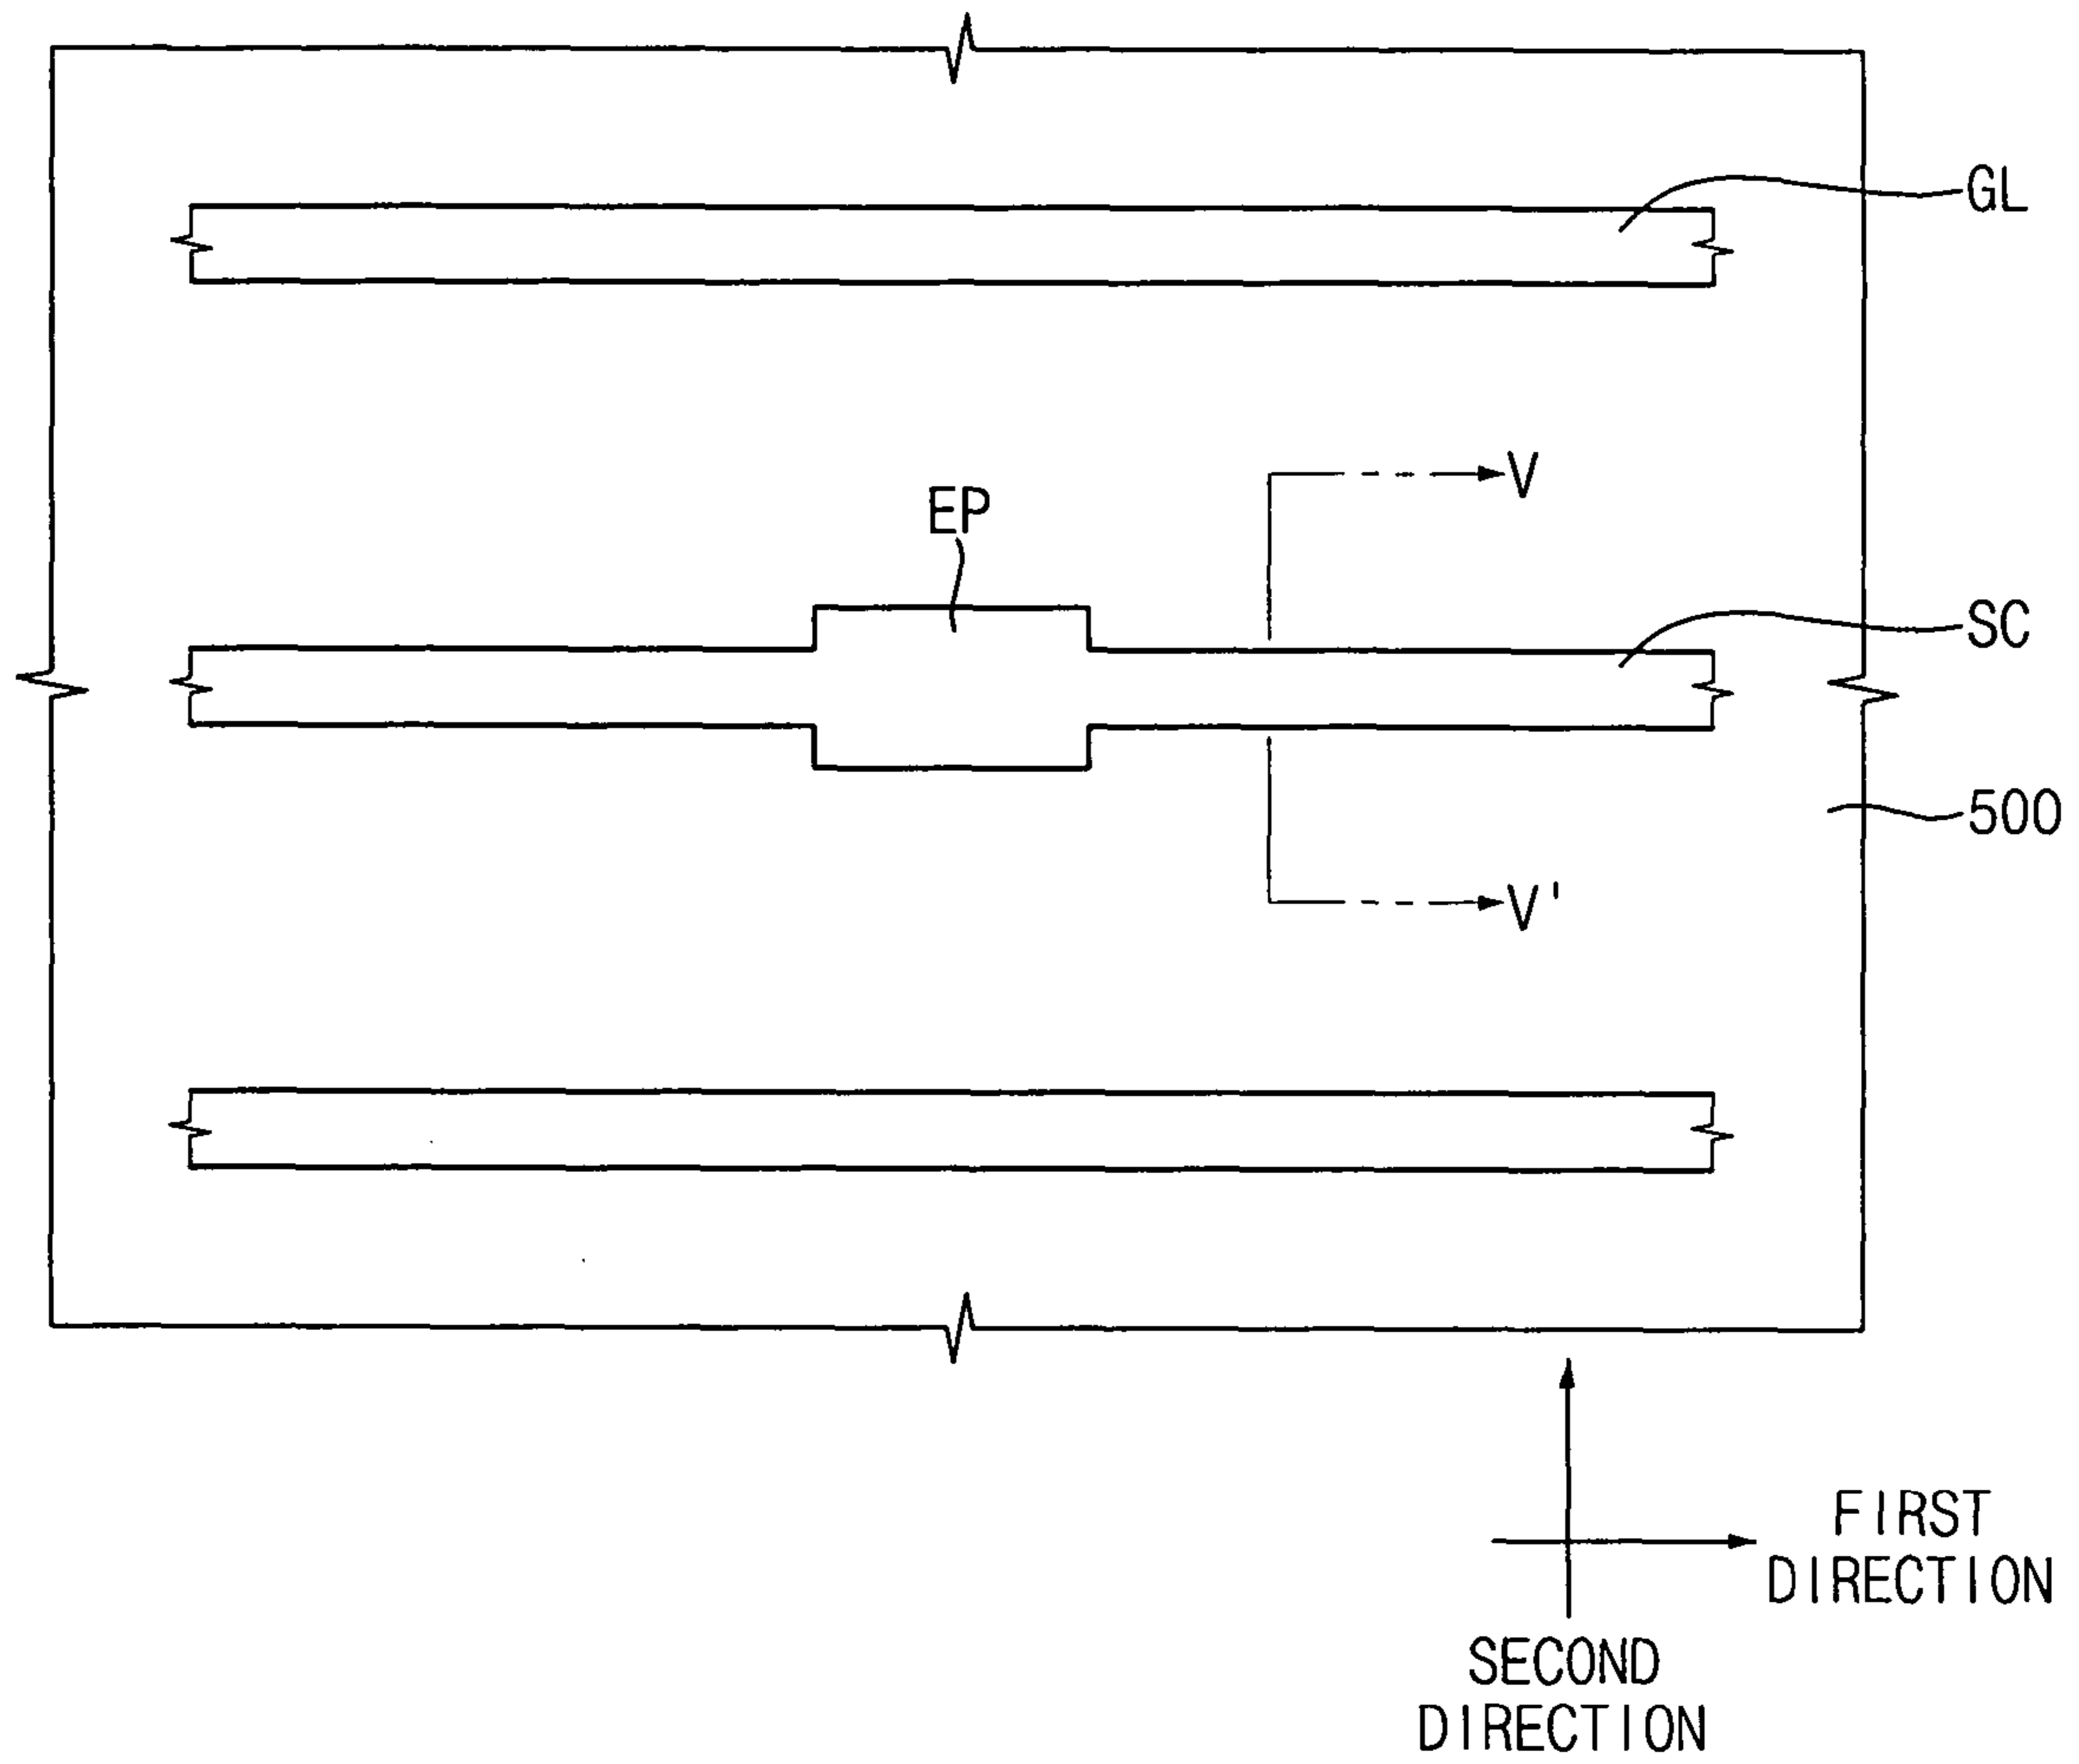 GL
V
EP
SC
500
V'
FIRST
DIRECTION
SECOND
DIRECTION